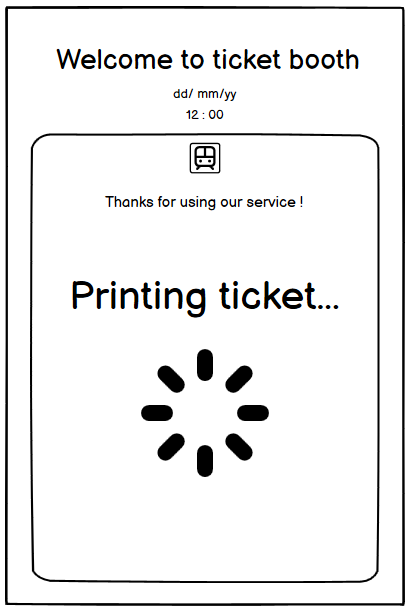 Welcome to ticket booth
dd/ mm/yy
12 : 00
Thanks for using our service !
Printing ticket...